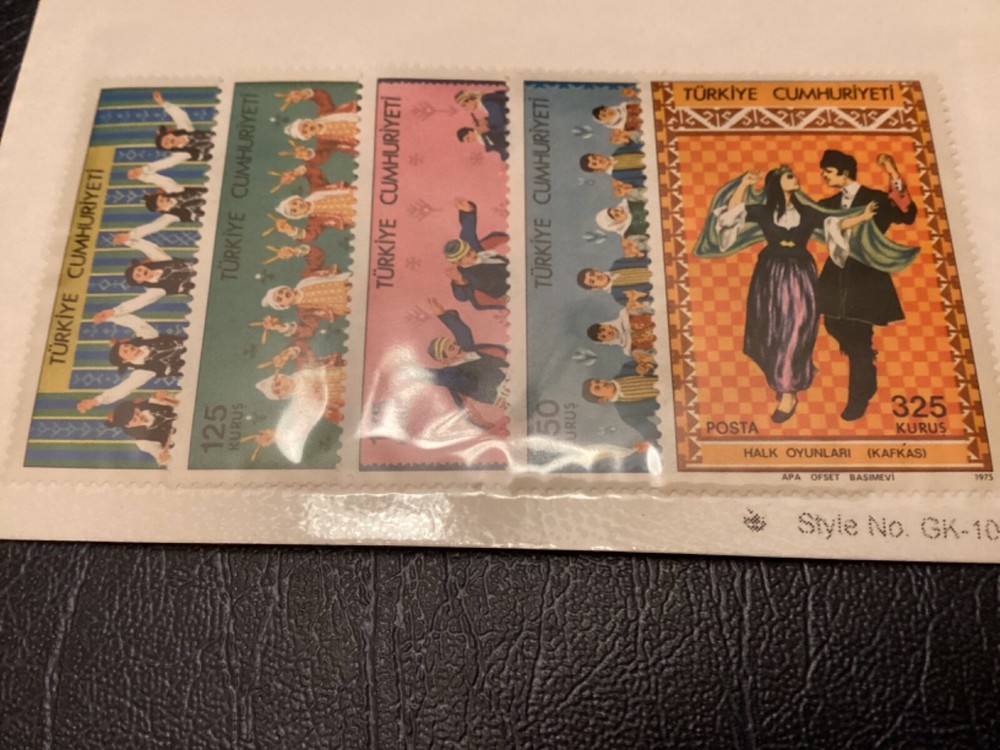 TÜRKİYE CUMHURİYETİ
TÜRKİYE CUMHURİYETİ
125
KURUŞ
TÜRKİYE CUMHURİYETİ
TÜRKİYE CUMHURİYETİ
50
KURUŞ
TÜRKİYE CUMHURİYETİ
325
POSTA KURUŞ
HALK OYUNLARI (KAFKAS)
APA OFSET BASIMEVİ 1975
Style No. GK-10